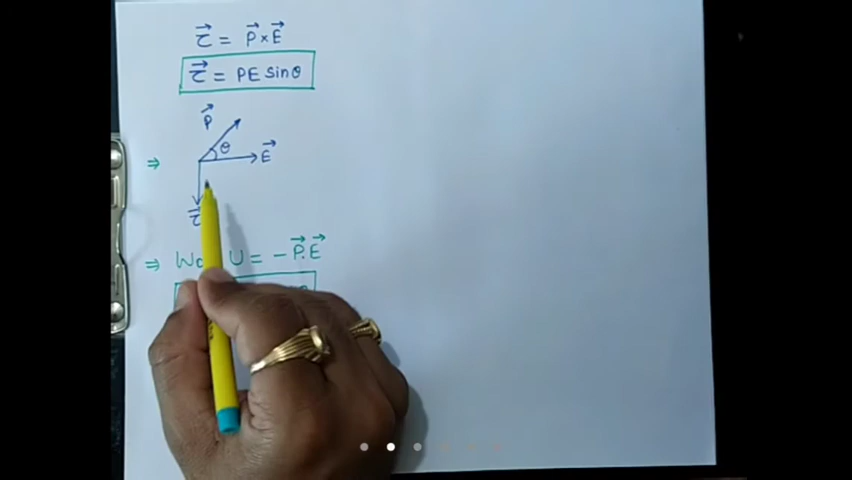 τ⃗ = P⃗ × E⃗
τ⃗ = PE sinθ
P⃗
θ
⇒ E⃗
τ⃗
⇒ U = − P⃗.E⃗